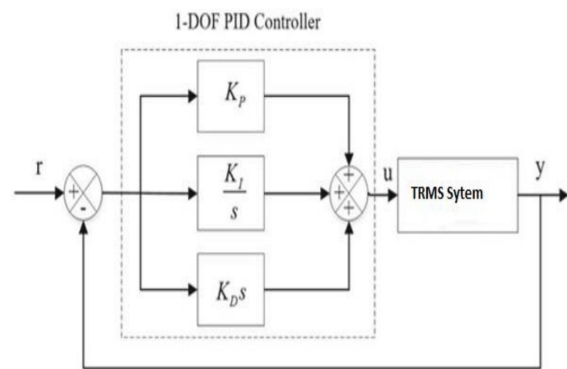 1-DOF PID Controller
K_P
r
+
-
K_I
s
+
+
+
u
TRMS Sytem
y
K_D s